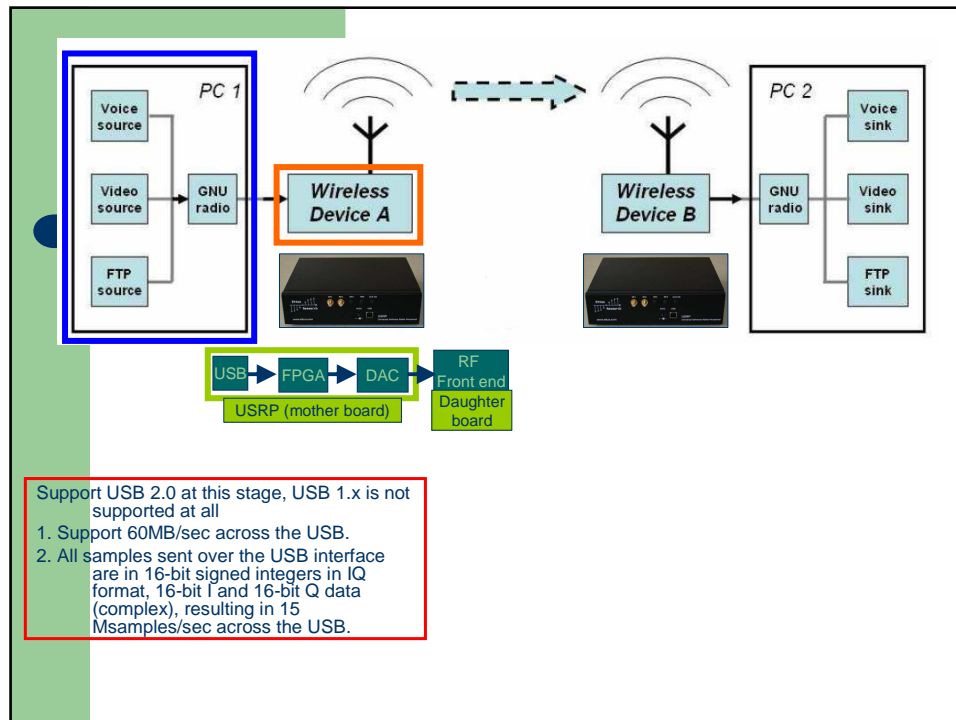 PC 1
Voice
source
Video
source
FTP
source
GNU
radio
Wireless
Device A
Wireless
Device B
PC 2
GNU
radio
Voice
sink
Video
sink
FTP
sink
USB
FPGA
DAC
RF
Front end
USRP (mother board)
Daughter
board
Support USB 2.0 at this stage, USB 1.x is not
supported at all
1. Support 60MB/sec across the USB.
2. All samples sent over the USB interface
are in 16-bit signed integers in IQ
format, 16-bit I and 16-bit Q data
(complex), resulting in 15
Msamples/sec across the USB.